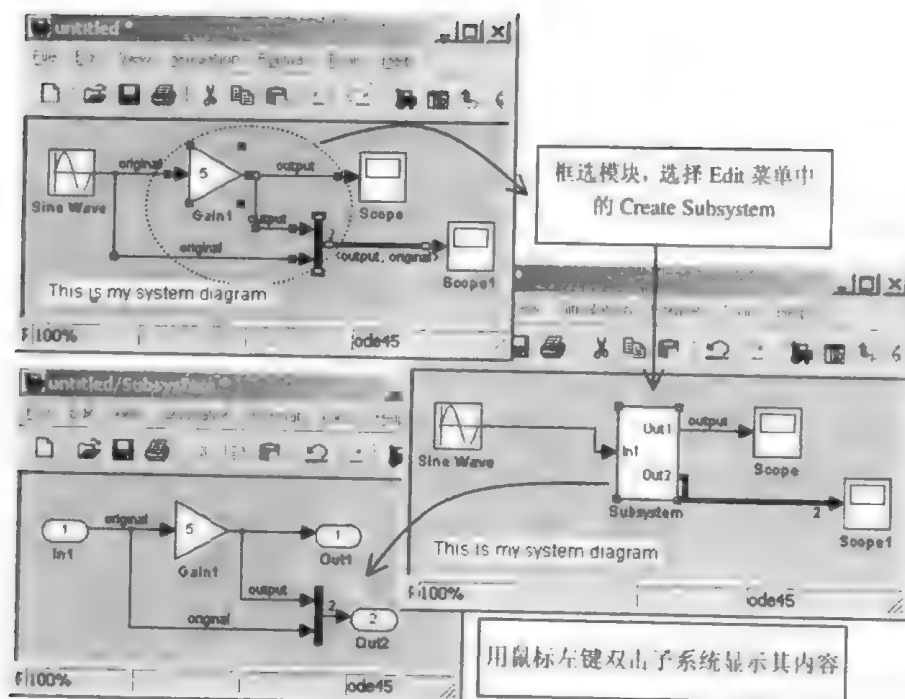 untitled *
View
original
5
output
Sine Wave
Gain1
Scope
output
2
original
<output, original>
Scope1
This is my system diagram
100%
ode45
框选模块，选择 Edit 菜单中
的 Create Subsystem
untitled/Subsystem *
original
1
In1
5
Gain1
1
Out1
output
2
original
2
Out2
100%
ode45
Sine Wave
In1
Out1
Out2
output
Scope
Subsystem
2
Scope1
This is my system diagram
100%
ode45
用鼠标左键双击子系统显示其内容